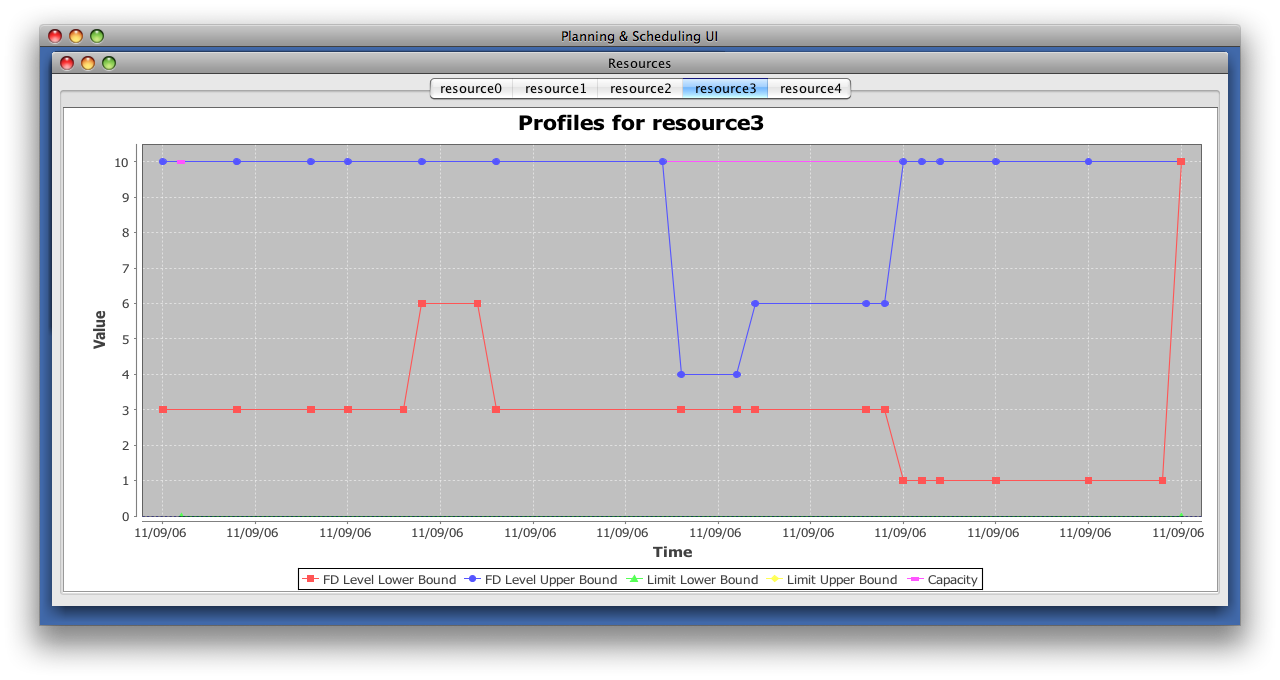 Planning & Scheduling UI
Resources
resource0 resource1 resource2 resource3 resource4
Profiles for resource3
10
9
8
7
6
5
4
3
2
1
0
Value
11/09/06 11/09/06 11/09/06 11/09/06 11/09/06 11/09/06 11/09/06 11/09/06 11/09/06 11/09/06 11/09/06 11/09/06
Time
FD Level Lower Bound FD Level Upper Bound Limit Lower Bound Limit Upper Bound Capacity